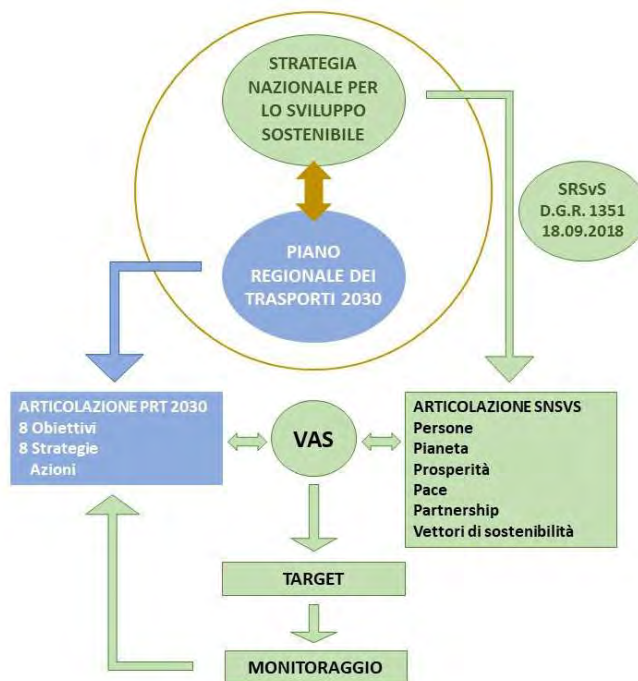 STRATEGIA
NAZIONALE PER
LO SVILUPPO
SOSTENIBILE
SRSvS
D.G.R. 1351
18.09.2018
PIANO
REGIONALE DEI
TRASPORTI 2030
ARTICOLAZIONE PRT 2030
8 Obiettivi
8 Strategie
Azioni
VAS
ARTICOLAZIONE SNSVS
Persone
Pianeta
Prosperità
Pace
Partnership
Vettori di sostenibilità
TARGET
MONITORAGGIO